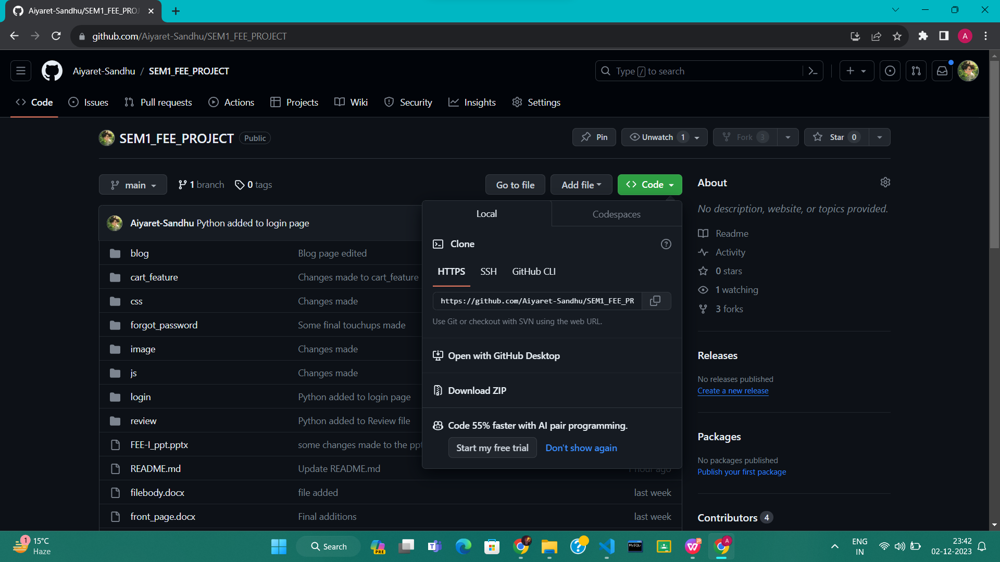 Aiyaret-Sandhu/SEM1_FEE_PROJ
github.com/Aiyaret-Sandhu/SEM1_FEE_PROJECT
A
Aiyaret-Sandhu / SEM1_FEE_PROJECT
Type / to search
Code Issues Pull requests Actions Projects Wiki Security Insights Settings
SEM1_FEE_PROJECT Public
Pin Unwatch 1 Fork 3 Star 0
main 1 branch 0 tags Go to file Add file Code
Aiyaret-Sandhu Python added to login page
blog Blog page edited
cart_feature Changes made to cart_feature
css Changes made
forgot_password Some final touchups made
image Changes made
js Changes made
login Python added to login page
review Python added to Review file
FEE-I_ppt.pptx some changes made to the ppt
README.md Update README.md 1 hour ago
filebody.docx file added last week
front_page.docx Final additions last week
Local Codespaces
Clone
HTTPS SSH GitHub CLI
https://github.com/Aiyaret-Sandhu/SEM1_FEE_PR
Use Git or checkout with SVN using the web URL.
Open with GitHub Desktop
Download ZIP
Code 55% faster with AI pair programming.
Start my free trial Don't show again
About
No description, website, or topics provided.
Readme
Activity
0 stars
1 watching
3 forks
Releases
No releases published
Create a new release
Packages
No packages published
Publish your first package
Contributors 4
1
15°C
Haze
Search
PRE
MySQL
A
ENG
IN
23:42
02-12-2023